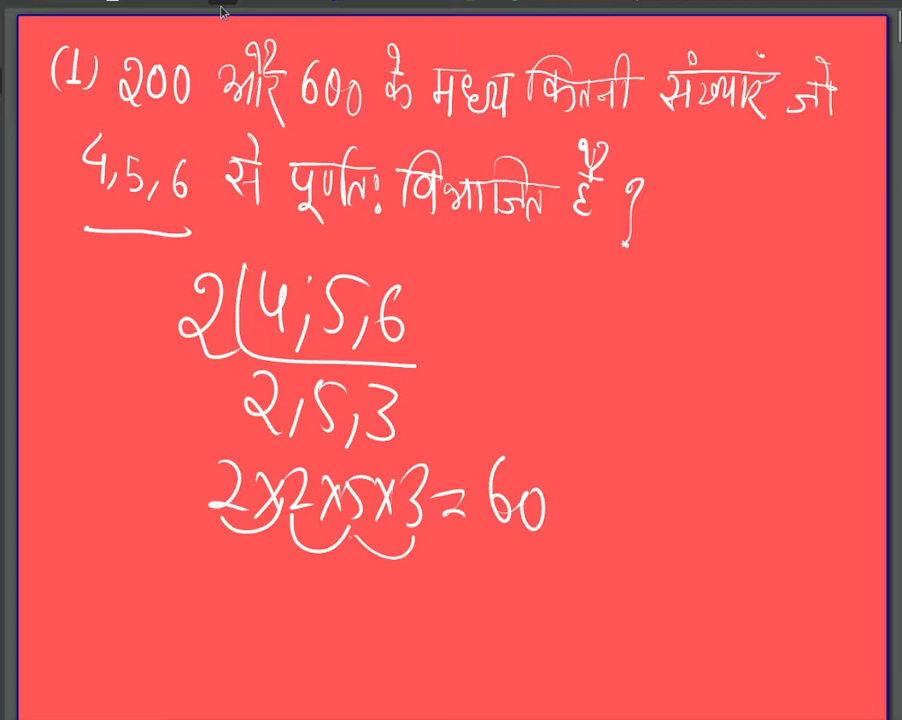 (1) 200 और 600 के मध्य कितनी संख्याएं जो
4,5,6 से पूर्णतः विभाजित हैं ?
2(4,5,6
2,5,3
2×2×5×3=60